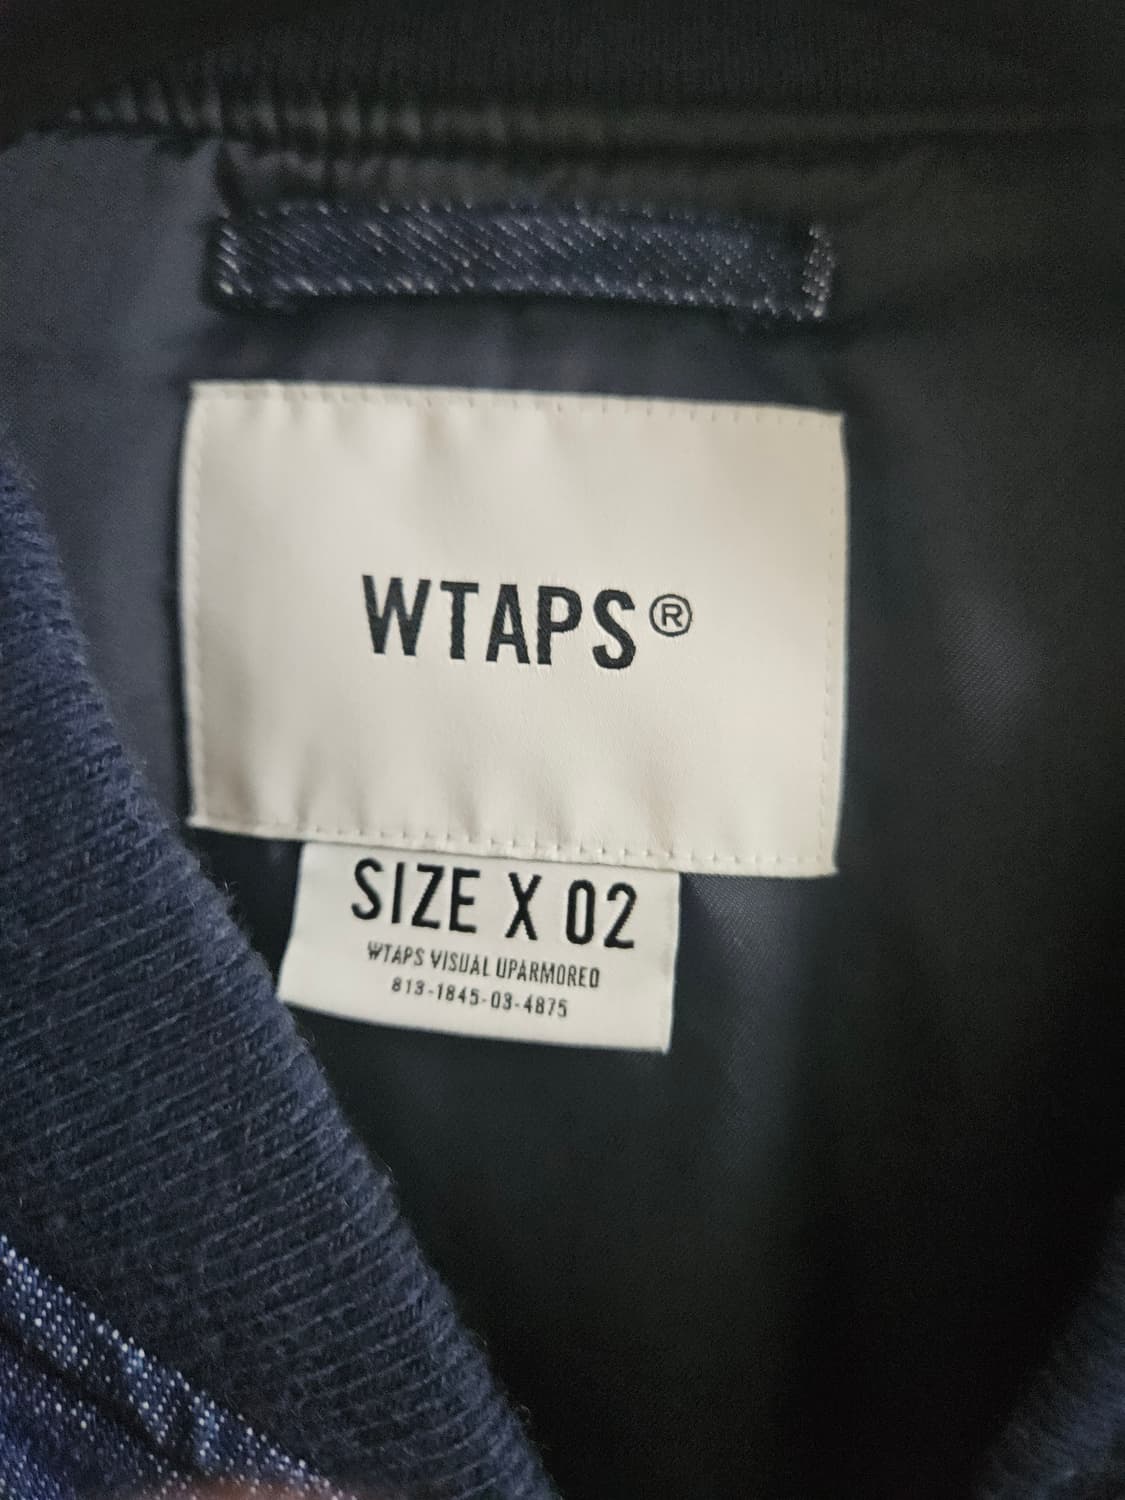 WTAPS®
SIZE X 02
WTAPS VISUAL UPARMORED
813-1845-03-4875